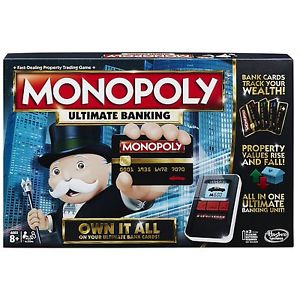 • Fast-Dealing Property Trading Game •
MONOPOLY
ULTIMATE BANKING
BANK CARDS
TRACK YOUR
WEALTH!
MONOPOLY
PROPERTY
VALUES RISE
AND FALL!
OWN IT ALL
ON YOUR ULTIMATE BANK CARDS!
ALL IN ONE
ULTIMATE
BANKING UNIT!
AGES
8+
Hasbro
Gaming